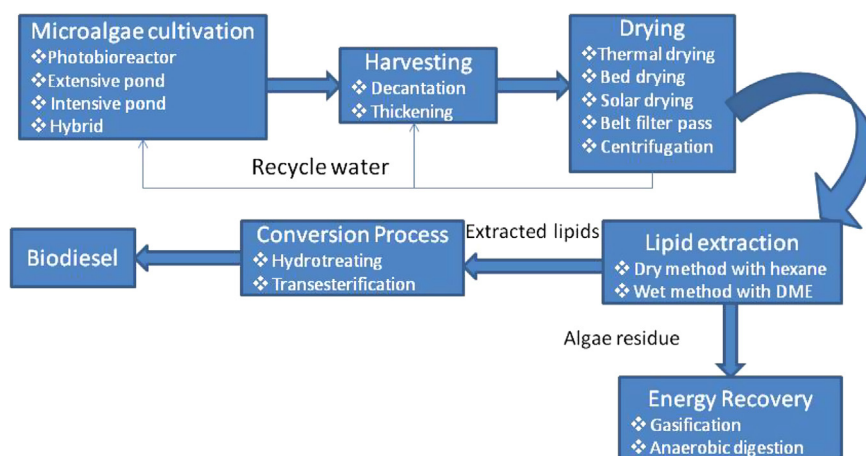 Microalgae cultivation
❖Photobioreactor
❖Extensive pond
❖Intensive pond
❖Hybrid
Harvesting
❖Decantation
❖Thickening
Drying
❖Thermal drying
❖Bed drying
❖Solar drying
❖Belt filter pass
❖Centrifugation
Recycle water
Lipid extraction
❖Dry method with hexane
❖Wet method with DME
Extracted lipids
Conversion Process
❖Hydrotreating
❖Transesterification
Biodiesel
Algae residue
Energy Recovery
❖Gasification
❖Anaerobic digestion